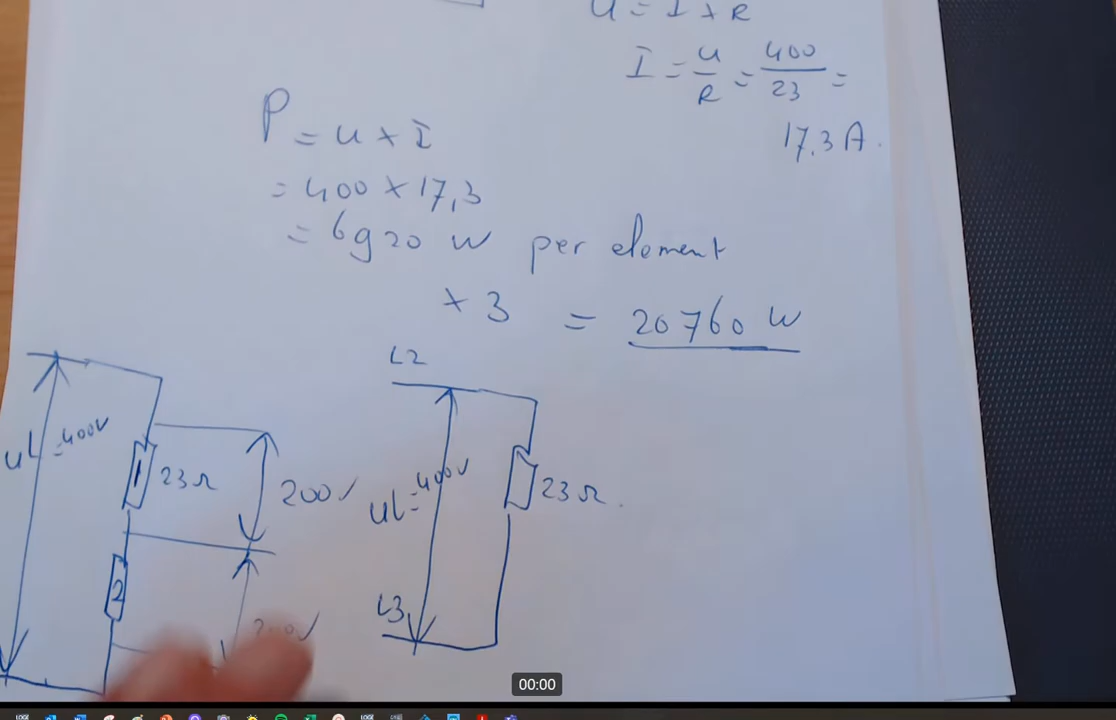 U = I × R
I = U/R = 400/23 =
17.3 A.
P = U × I
= 400 × 17,3
= 6920 W per element
× 3 = 20760 W
L2
UL=400V
23Ω
1
200V
2
200V
UL=400V
23Ω.
L3
00:00